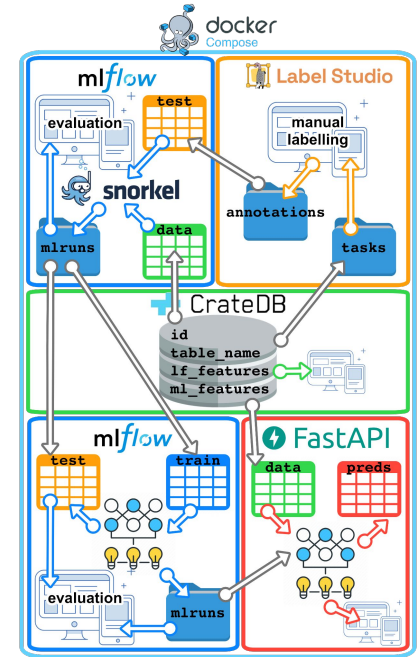 docker
Compose
mlflow
Label Studio
test
evaluation
manual
labelling
snorkel
annotations
data
mlruns
tasks
CrateDB
id
table_name
lf_features
ml_features
mlflow
FastAPI
test
train
data
preds
evaluation
mlruns